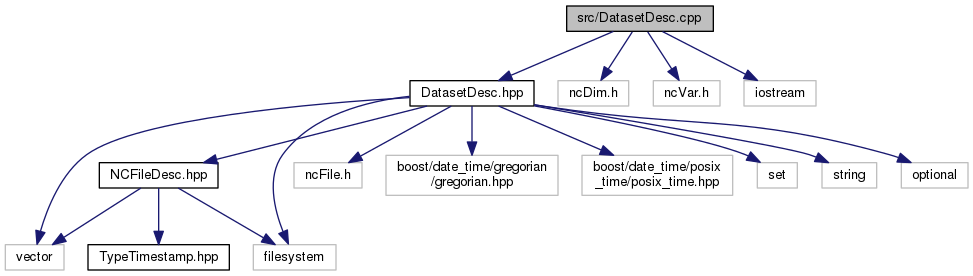 src/DatasetDesc.cpp
DatasetDesc.hpp
ncDim.h
ncVar.h
iostream
NCFileDesc.hpp
ncFile.h
boost/date_time/gregorian
/gregorian.hpp
boost/date_time/posix
_time/posix_time.hpp
set
string
optional
vector
TypeTimestamp.hpp
filesystem